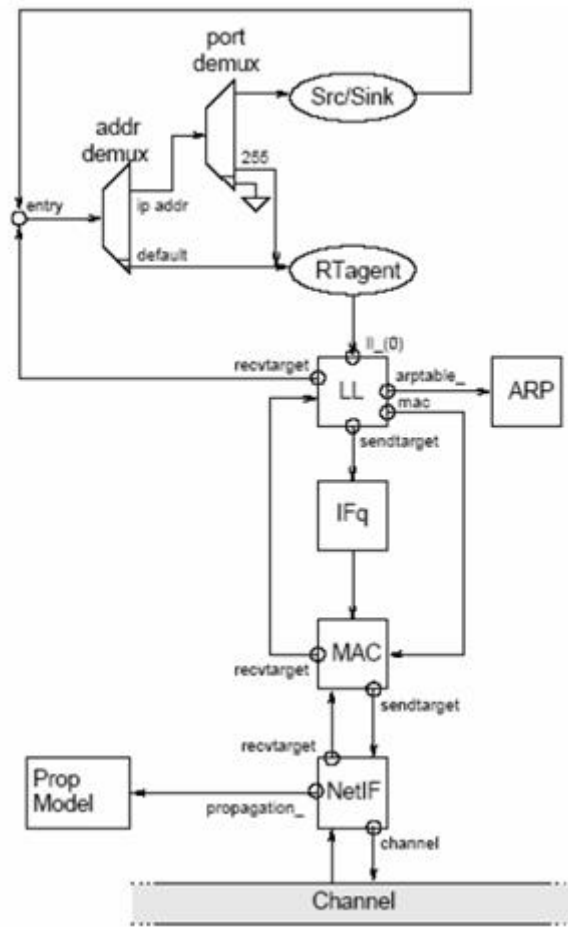 port
demux
Src/Sink
addr
demux
255
entry
ip addr
default
RTagent
ll_(0)
recvtarget
arptable_
LL
ARP
mac
sendtarget
IFq
MAC
recvtarget
sendtarget
recvtarget
Prop
Model
NetIF
propagation_
channel
Channel